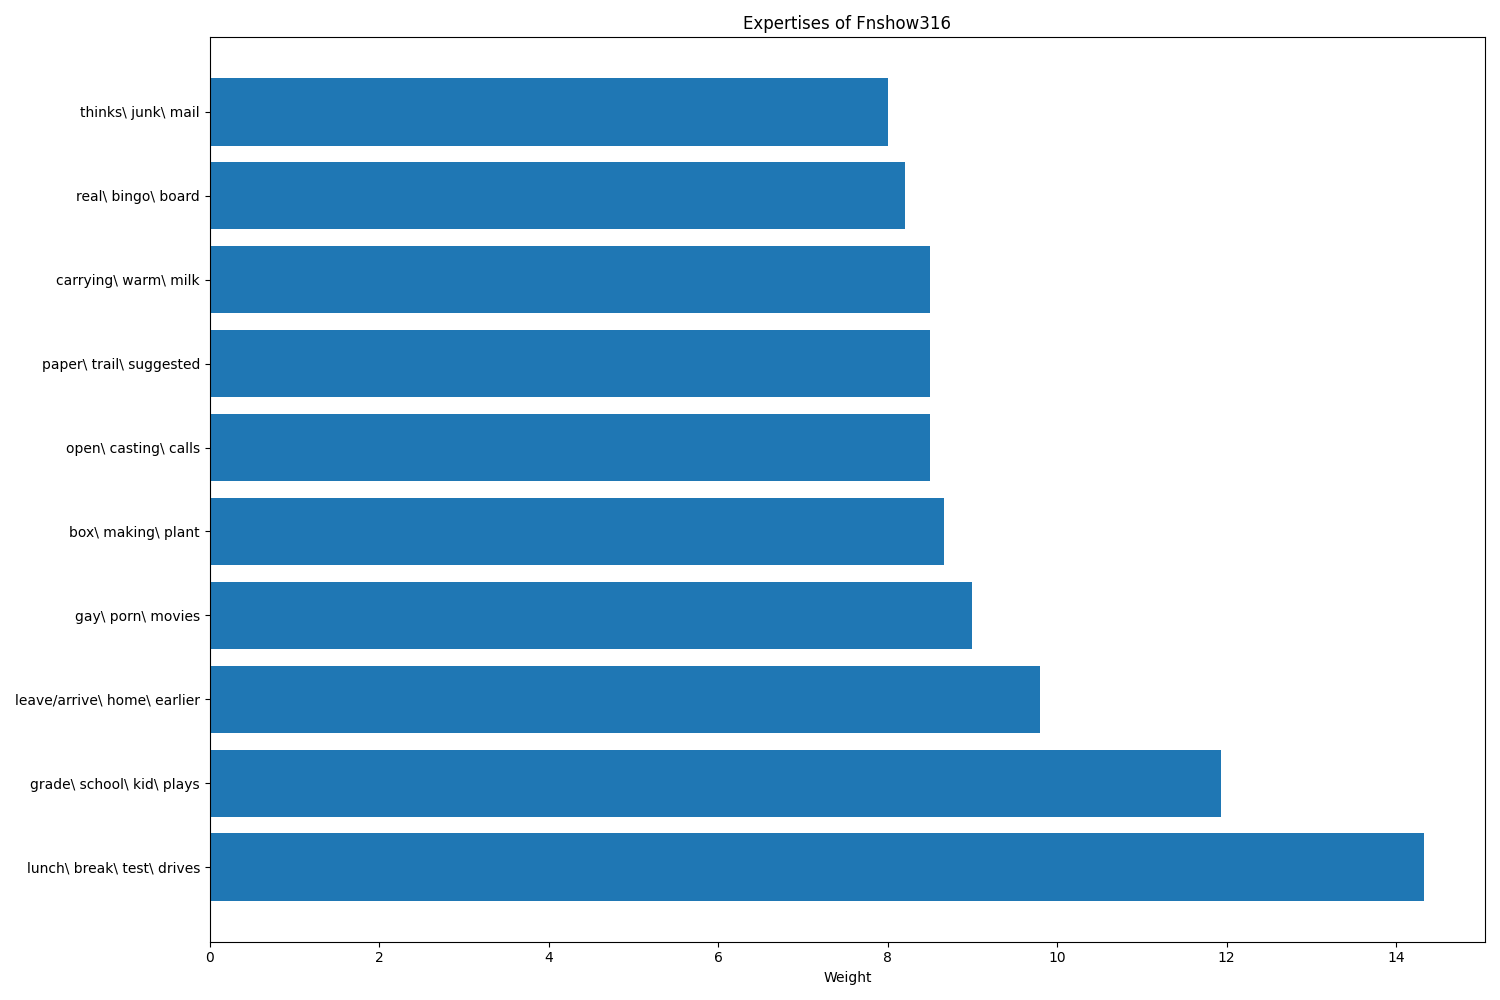 Expertises of Fnshow316
thinks\ junk\ mail
real\ bingo\ board
carrying\ warm\ milk
paper\ trail\ suggested
open\ casting\ calls
box\ making\ plant
gay\ porn\ movies
leave/arrive\ home\ earlier
grade\ school\ kid\ plays
lunch\ break\ test\ drives
0 2 4 6 8 10 12 14
Weight